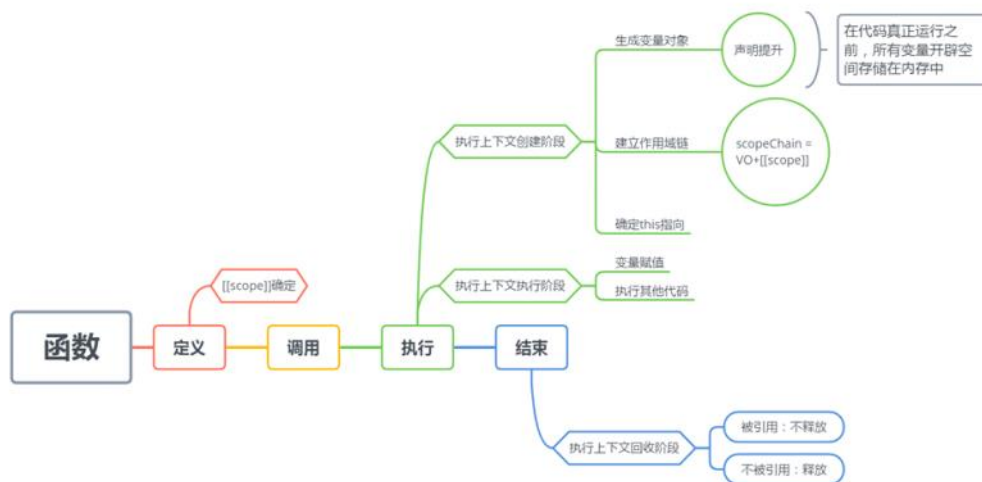 生成变量对象
声明提升
在代码真正运行之
前，所有变量开辟空
间存储在内存中
执行上下文创建阶段
建立作用域链
scopeChain =
VO+[[scope]]
确定this指向
变量赋值
执行上下文执行阶段
执行其他代码
[[scope]]确定
函数
定义
调用
执行
结束
被引用：不释放
执行上下文回收阶段
不被引用：释放